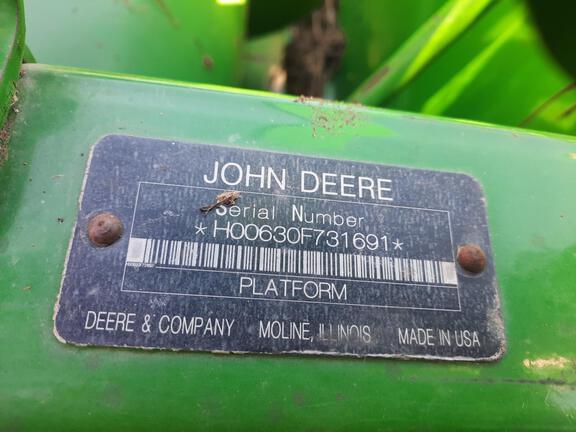 JOHN DEERE
Serial Number
*H00630F731691*
PLATFORM
DEERE & COMPANY MOLINE, ILLINOIS MADE IN USA